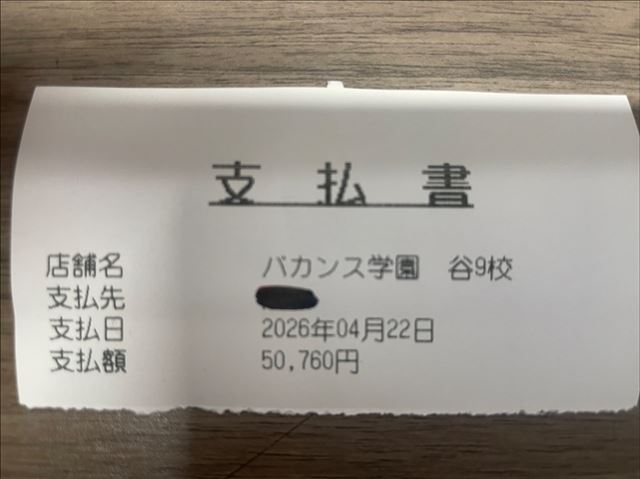 支払書
店舗名 バカンス学園 谷9校
支払先
支払日 2026年04月22日
支払額 50,760円